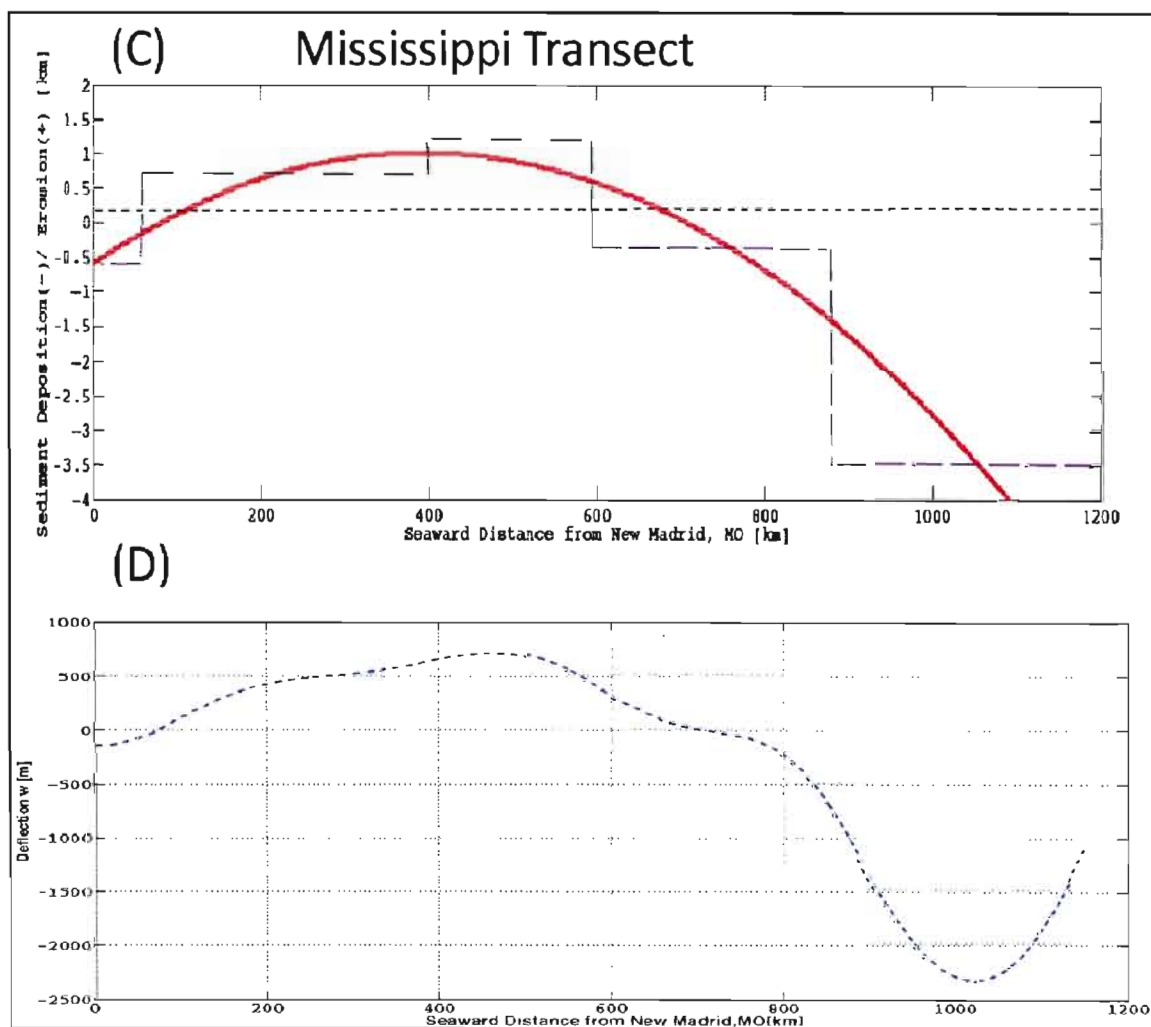 (C) Mississippi Transect
Sediment Deposition(-)/ Erasion(+) [km]
2
1.5
1
0.5
0
-0.5
-1
-1.5
-2
-2.5
-3
-3.5
-4
0 200 400 600 800 1000 1200
Seaward Distance from New Madrid, MO [km]
(D)
Deflection w [m]
1000
500
0
-500
-1000
-1500
-2000
-2500
0 200 400 600 800 1000 1200
Seaward Distance from New Madrid,MO[km]